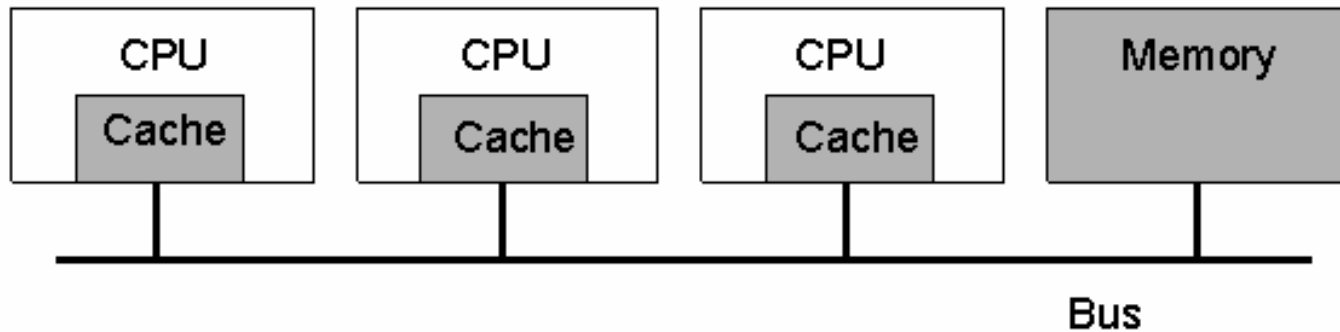 CPU
Cache
CPU
Cache
CPU
Cache
Memory
Bus